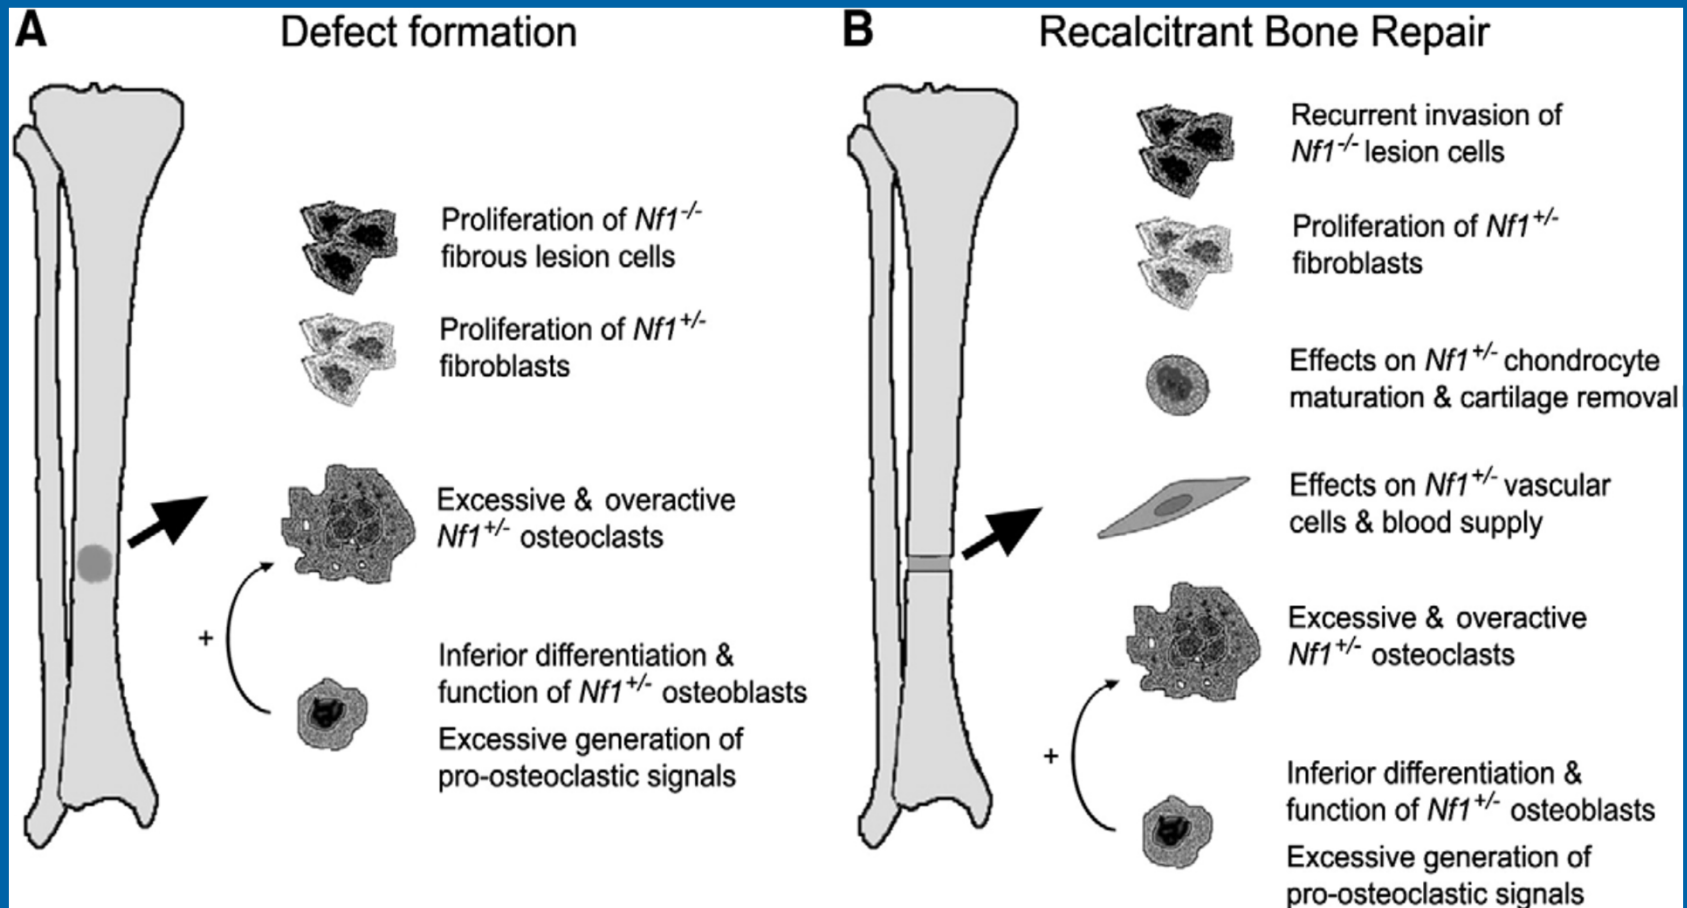 A
Defect formation
Proliferation of Nf1-/-
fibrous lesion cells
Proliferation of Nf1+/-
fibroblasts
Excessive & overactive
Nf1+/- osteoclasts
+
Inferior differentiation &
function of Nf1+/- osteoblasts
Excessive generation of
pro-osteoclastic signals
B
Recalcitrant Bone Repair
Recurrent invasion of
Nf1-/- lesion cells
Proliferation of Nf1+/-
fibroblasts
Effects on Nf1+/- chondrocyte
maturation & cartilage removal
Effects on Nf1+/- vascular
cells & blood supply
Excessive & overactive
Nf1+/- osteoclasts
+
Inferior differentiation &
function of Nf1+/- osteoblasts
Excessive generation of
pro-osteoclastic signals